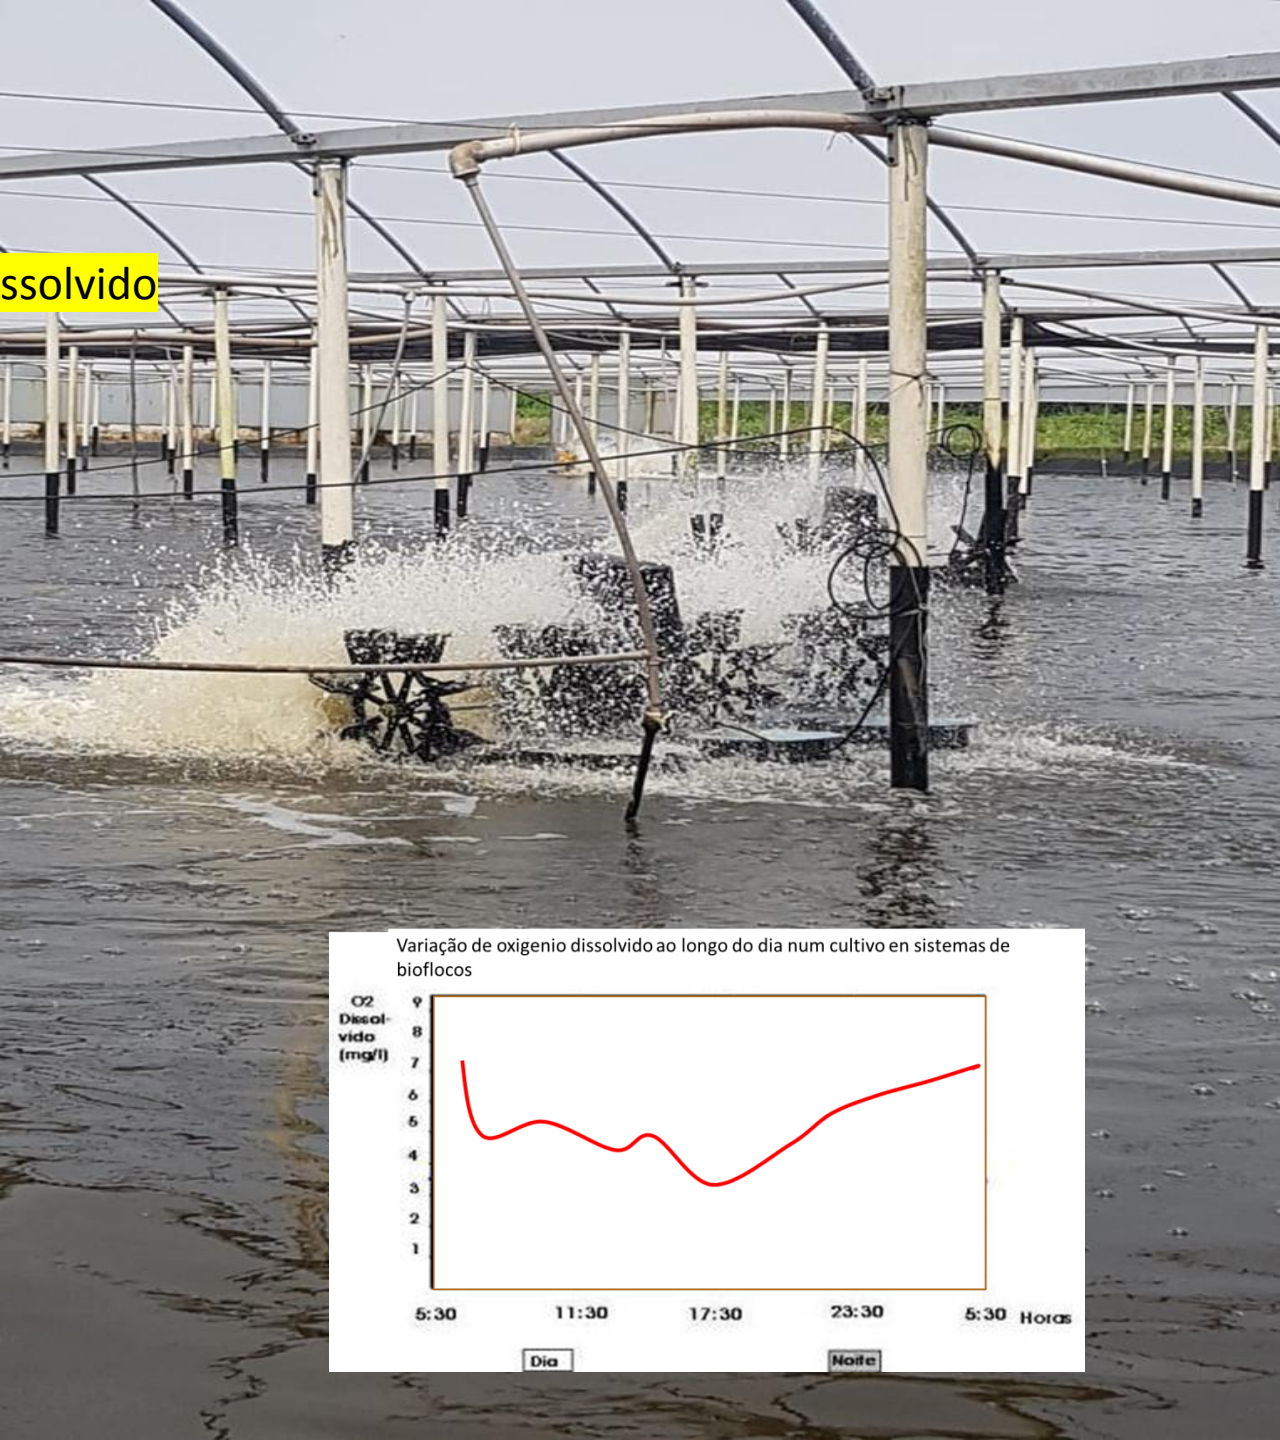 ssolvido
Variação de oxigenio dissolvido ao longo do dia num cultivo en sistemas de
bioflocos
O2
Dissol-
vido
(mg/l)
9
8
7
6
5
4
3
2
1
5:30 11:30 17:30 23:30 5:30 Horas
Dia Noite